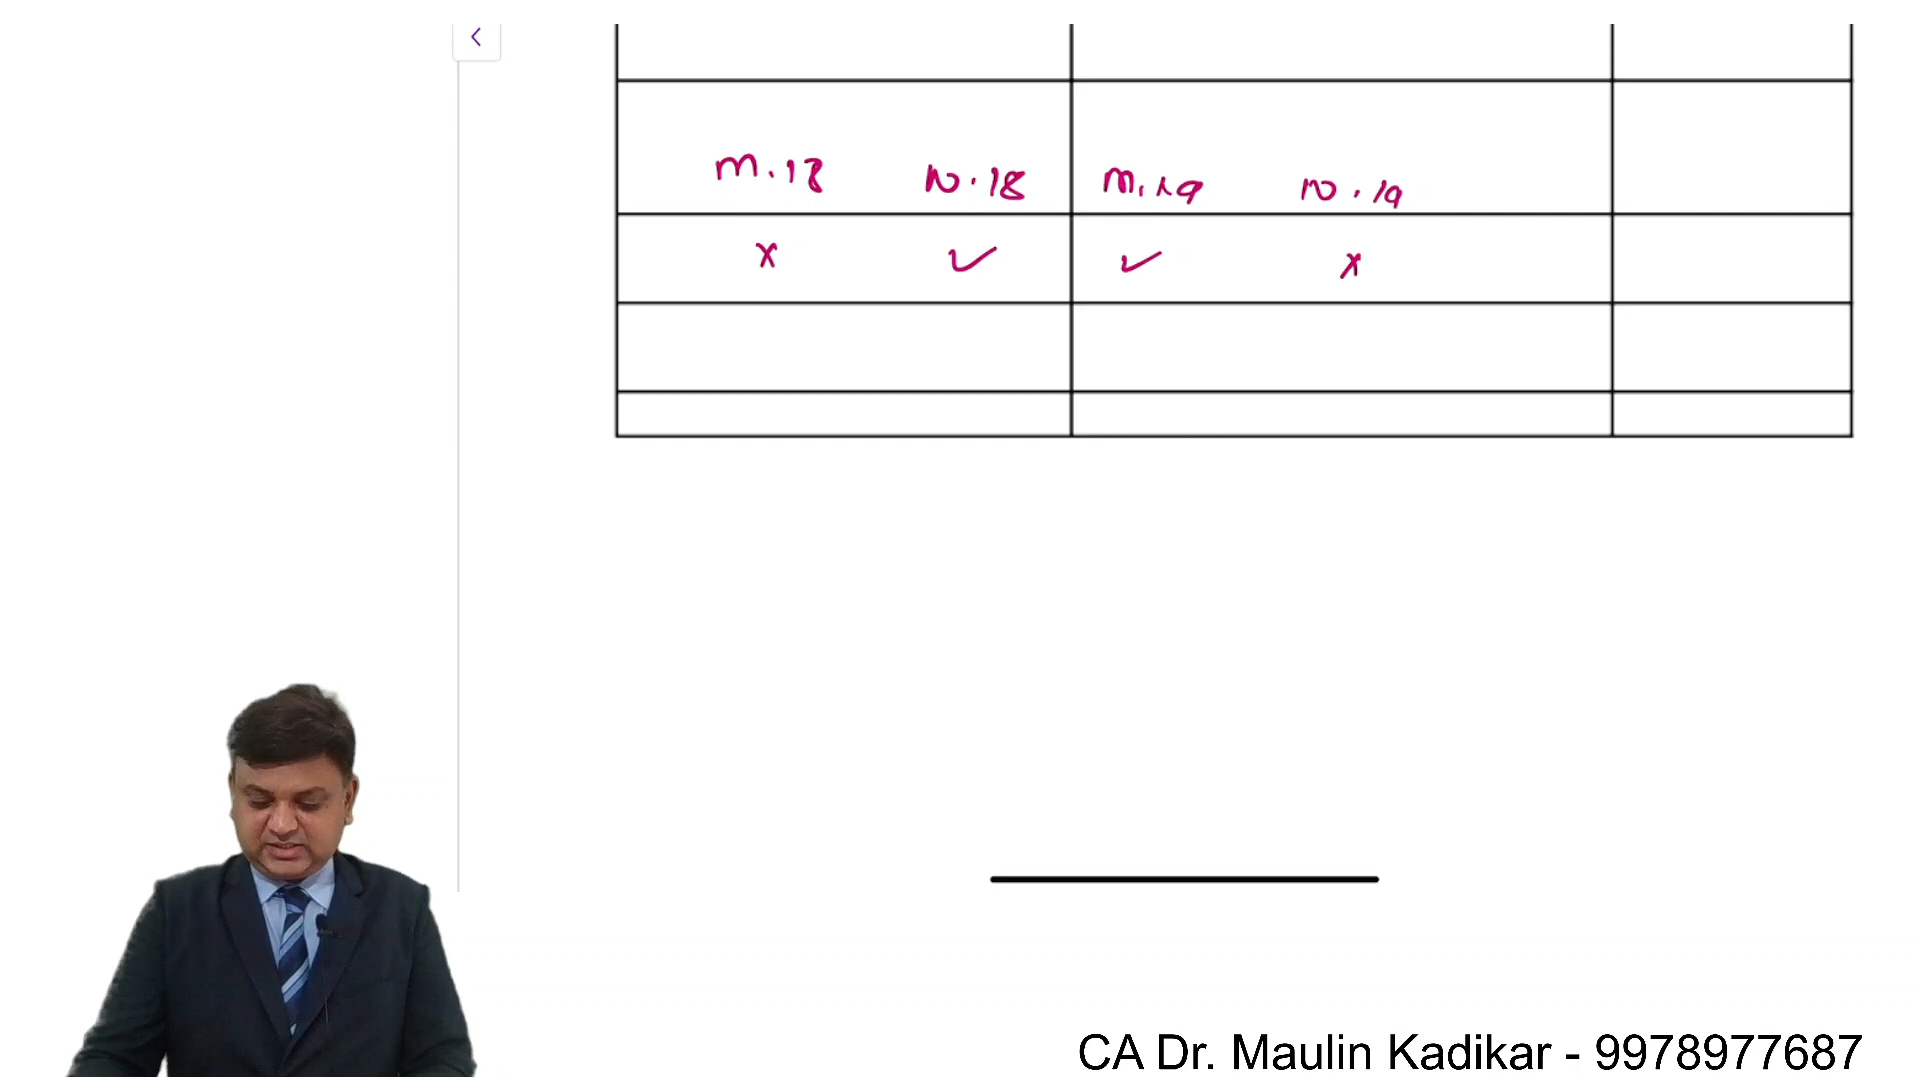 m.18 N.18 m.19 N.19
x ✓ ✓ x
CA Dr. Maulin Kadikar - 9978977687